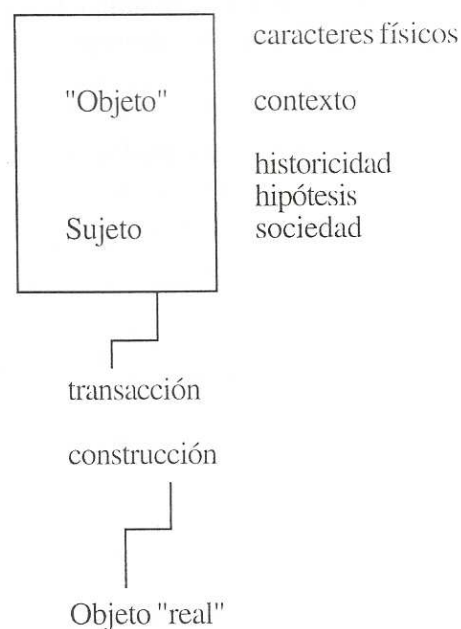 caracteres físicos
"Objeto" contexto
historicidad
hipótesis
Sujeto sociedad
transacción
construcción
Objeto "real"